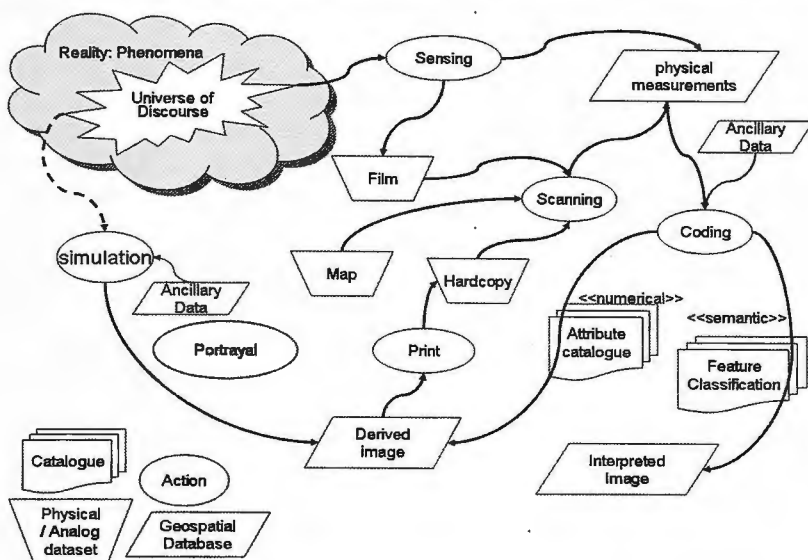 Reality: Phenomena
Universe of
Discourse
Sensing
physical
measurements
Film
Ancillary
Data
Scanning
Coding
simulation
Map
Hardcopy
Ancillary
Data
<<numerical>>
Attribute
catalogue
<<semantic>>
Feature
Classification
Portrayal
Print
Derived
image
Interpreted
Image
Catalogue
Action
Physical
/ Analog
dataset
Geospatial
Database